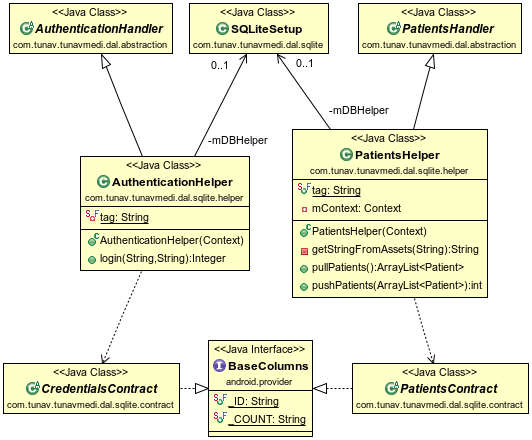 <<Java Class>>
AuthenticationHandler
com.tunav.tunavmedi.dal.abstraction
<<Java Class>>
SQLiteSetup
com.tunav.tunavmedi.dal.sqlite
<<Java Class>>
PatientsHandler
com.tunav.tunavmedi.dal.abstraction
0..1
0..1
-mDBHelper
-mDBHelper
<<Java Class>>
AuthenticationHelper
com.tunav.tunavmedi.dal.sqlite.helper
tag: String
AuthenticationHelper(Context)
login(String,String):Integer
<<Java Class>>
PatientsHelper
com.tunav.tunavmedi.dal.sqlite.helper
tag: String
mContext: Context
PatientsHelper(Context)
getStringFromAssets(String):String
pullPatients():ArrayList<Patient>
pushPatients(ArrayList<Patient>):int
<<Java Class>>
CredentialsContract
com.tunav.tunavmedi.dal.sqlite.contract
<<Java Interface>>
BaseColumns
android.provider
_ID: String
_COUNT: String
<<Java Class>>
PatientsContract
com.tunav.tunavmedi.dal.sqlite.contract